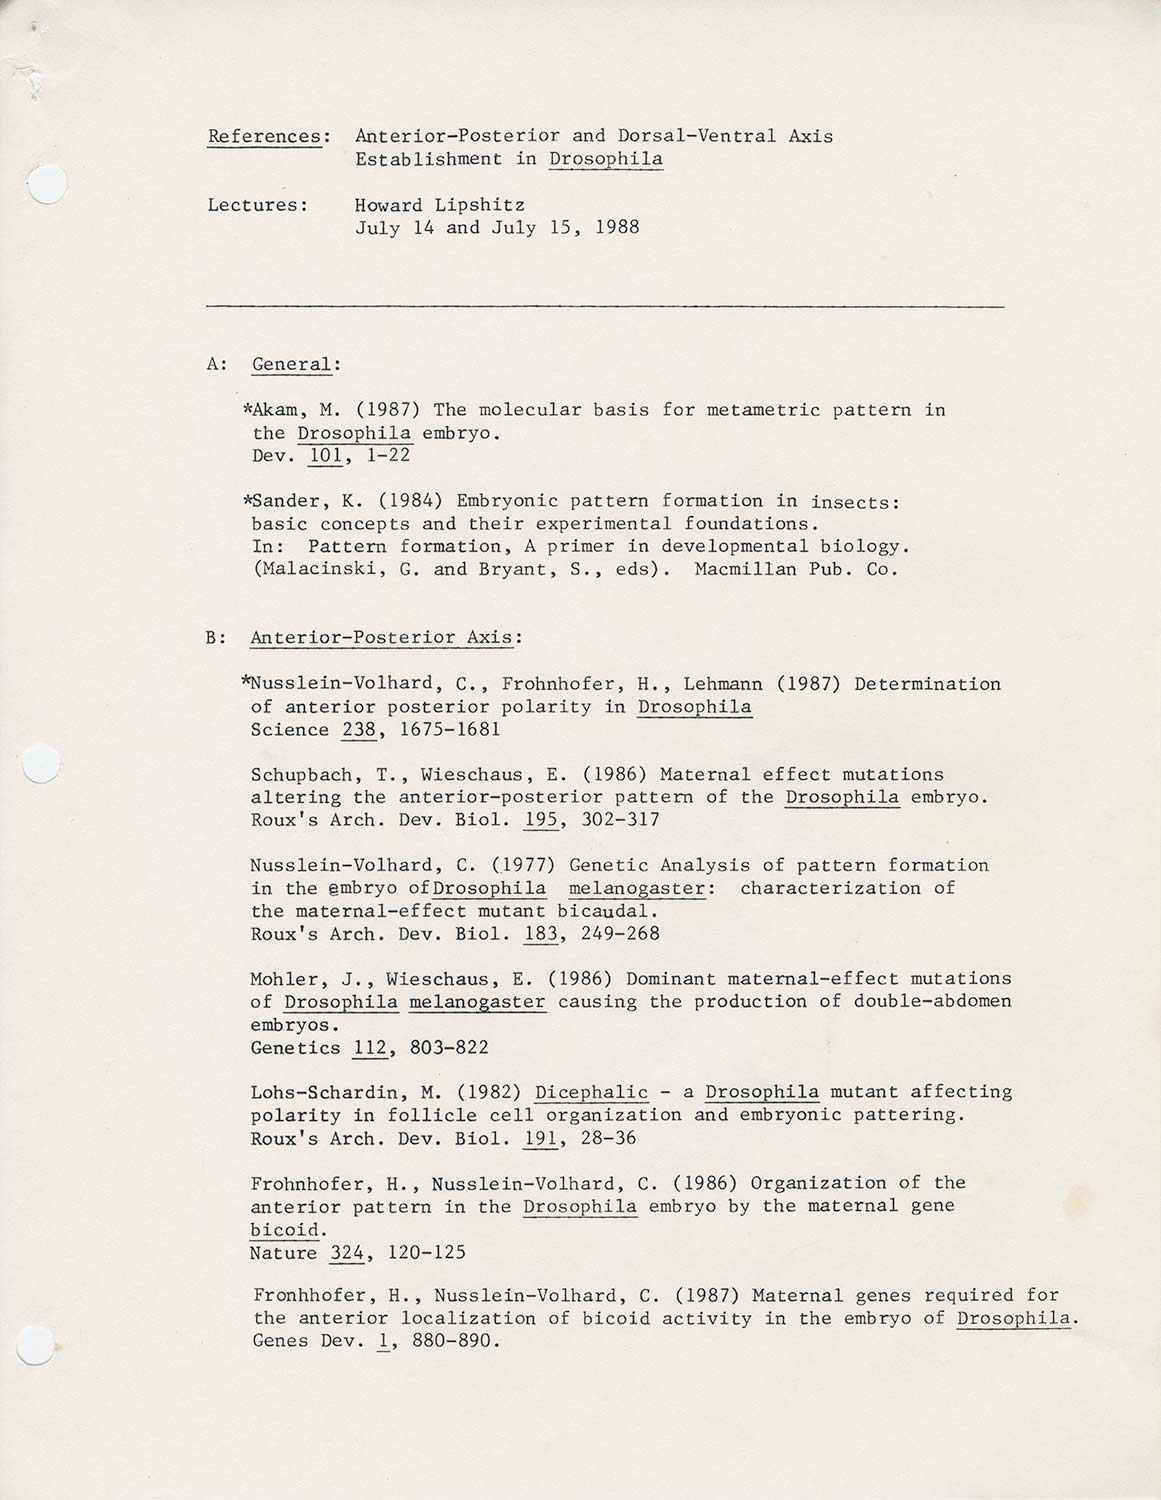 References: Anterior-Posterior and Dorsal-Ventral Axis
Establishment in Drosophila
Lectures: Howard Lipshitz
July 14 and July 15, 1988
A: General:
*Akam, M. (1987) The molecular basis for metametric pattern in
the Drosophila embryo.
Dev. 101, 1-22
*Sander, K. (1984) Embryonic pattern formation in insects:
basic concepts and their experimental foundations.
In: Pattern formation, A primer in developmental biology.
(Malacinski, G. and Bryant, S., eds). Macmillan Pub. Co.
B: Anterior-Posterior Axis:
*Nusslein-Volhard, C., Frohnhofer, H., Lehmann (1987) Determination
of anterior posterior polarity in Drosophila
Science 238, 1675-1681
Schupbach, T., Wieschaus, E. (1986) Maternal effect mutations
altering the anterior-posterior pattern of the Drosophila embryo.
Roux's Arch. Dev. Biol. 195, 302-317
Nusslein-Volhard, C. (1977) Genetic Analysis of pattern formation
in the embryo ofDrosophila melanogaster: characterization of
the maternal-effect mutant bicaudal.
Roux's Arch. Dev. Biol. 183, 249-268
Mohler, J., Wieschaus, E. (1986) Dominant maternal-effect mutations
of Drosophila melanogaster causing the production of double-abdomen
embryos.
Genetics 112, 803-822
Lohs-Schardin, M. (1982) Dicephalic - a Drosophila mutant affecting
polarity in follicle cell organization and embryonic pattering.
Roux's Arch. Dev. Biol. 191, 28-36
Frohnhofer, H., Nusslein-Volhard, C. (1986) Organization of the
anterior pattern in the Drosophila embryo by the maternal gene
bicoid.
Nature 324, 120-125
Fronhhofer, H., Nusslein-Volhard, C. (1987) Maternal genes required for
the anterior localization of bicoid activity in the embryo of Drosophila.
Genes Dev. 1, 880-890.